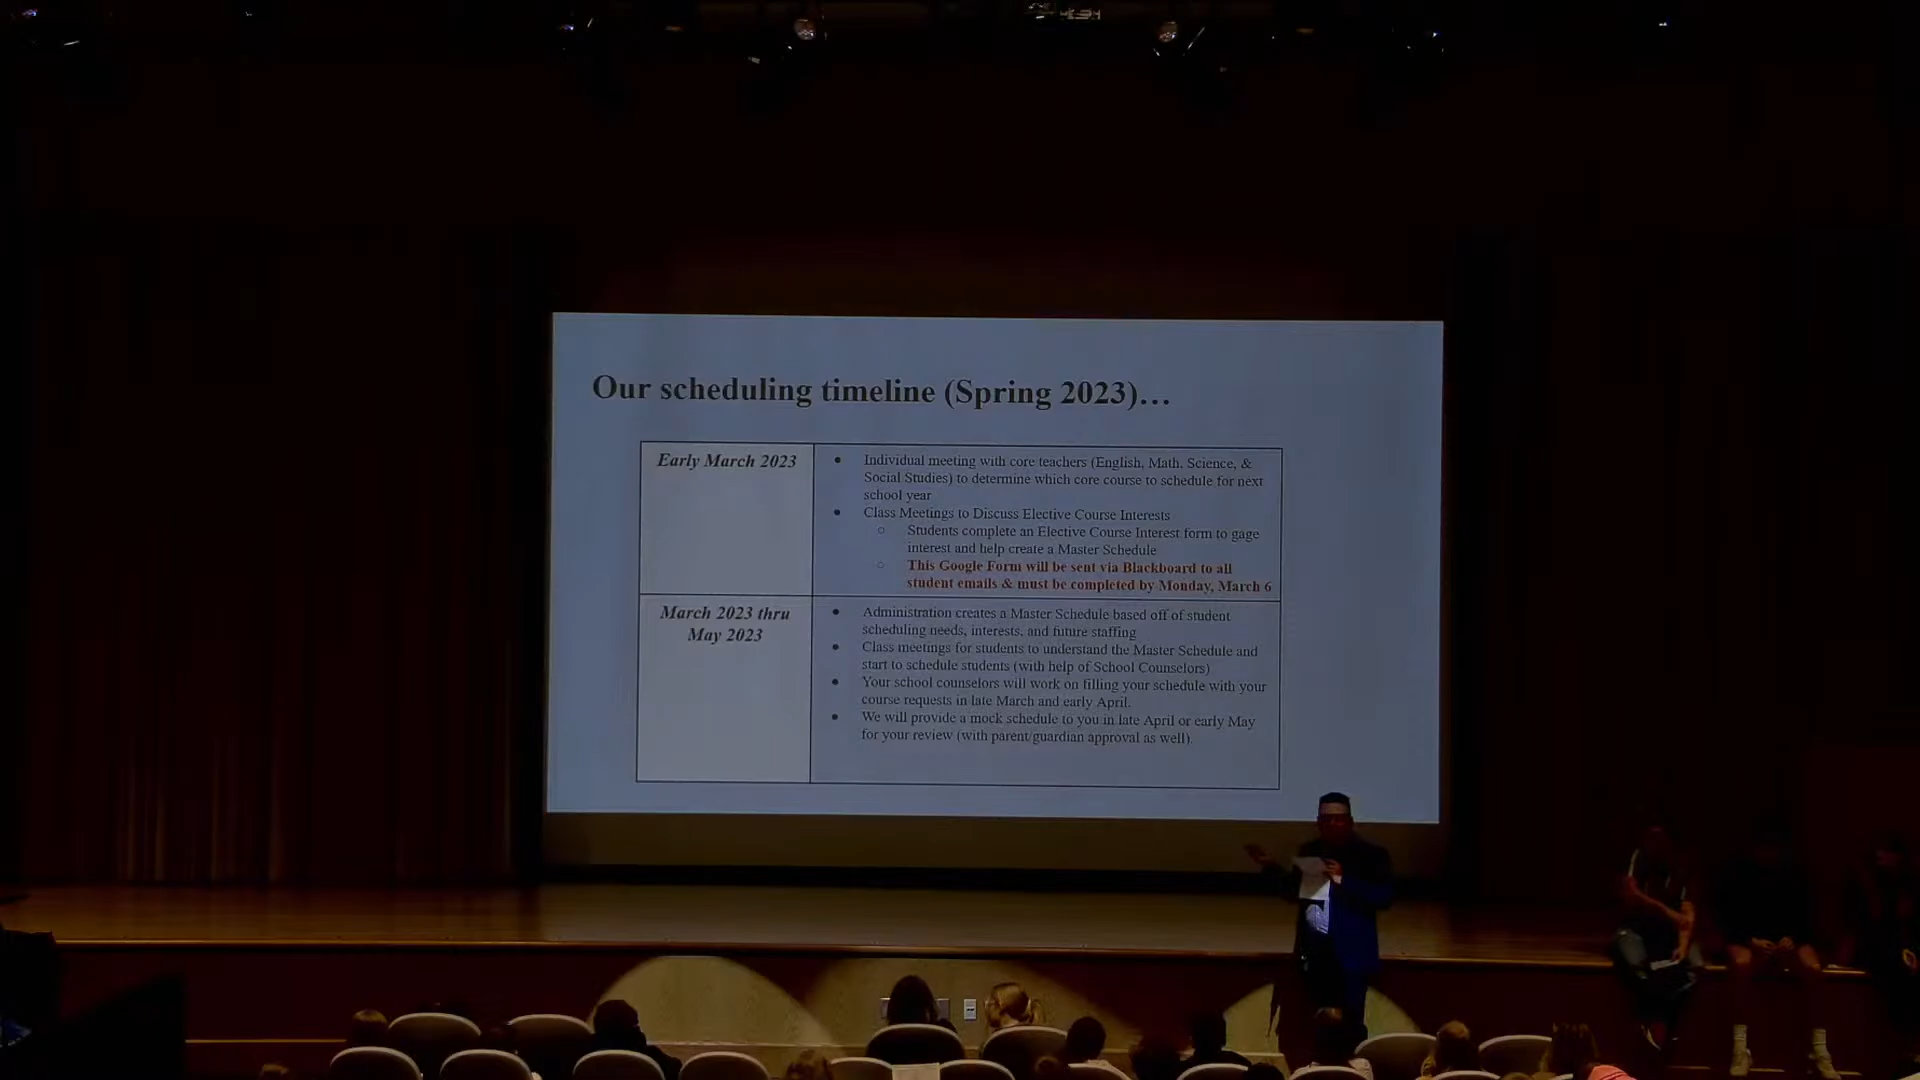 Our scheduling timeline (Spring 2023)…
Early March 2023
● Individual meeting with core teachers (English, Math, Science, &
Social Studies) to determine which core course to schedule for next
school year
● Class Meetings to Discuss Elective Course Interests
○ Students complete an Elective Course Interest form to gage
interest and help create a Master Schedule
○ This Google Form will be sent via Blackboard to all
student emails & must be completed by Monday, March 6
March 2023 thru
May 2023
● Administration creates a Master Schedule based off of student
scheduling needs, interests, and future staffing
● Class meetings for students to understand the Master Schedule and
start to schedule students (with help of School Counselors)
● Your school counselors will work on filling your schedule with your
course requests in late March and early April.
● We will provide a mock schedule to you in late April or early May
for your review (with parent/guardian approval as well).